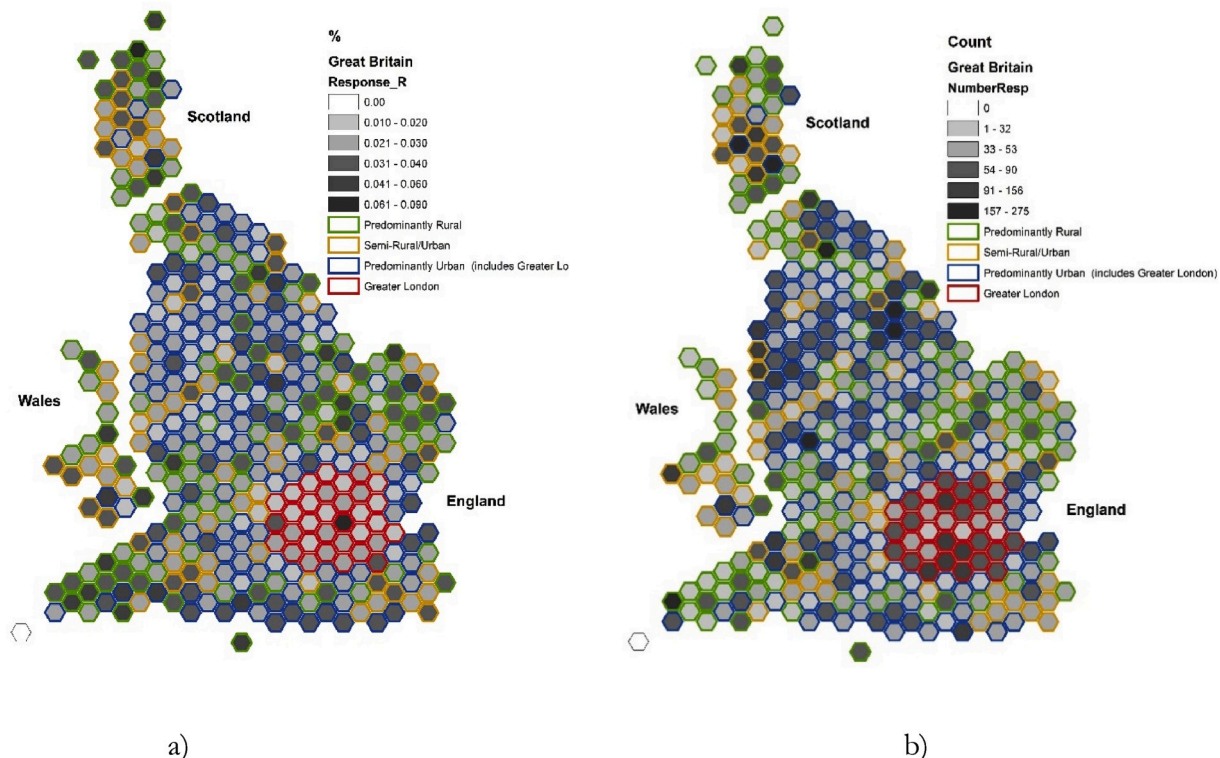 %
Great Britain
Response_R
0.00
0.010 - 0.020
0.021 - 0.030
0.031 - 0.040
0.041 - 0.060
0.061 - 0.090
Predominantly Rural
Semi-Rural/Urban
Predominantly Urban (includes Greater Lo
Greater London
Scotland
Wales
England
a)
Count
Great Britain
NumberResp
0
1 - 32
33 - 53
54 - 90
91 - 156
157 - 275
Predominantly Rural
Semi-Rural/Urban
Predominantly Urban (includes Greater London)
Greater London
Scotland
Wales
England
b)